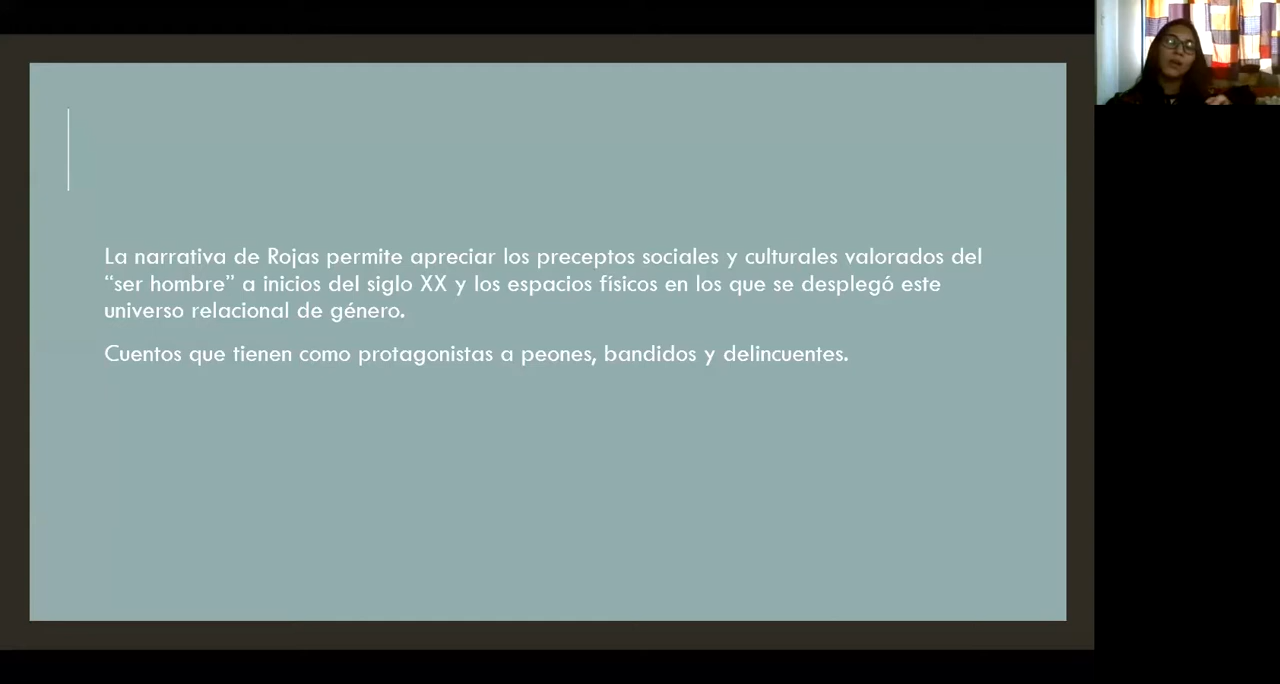 La narrativa de Rojas permite apreciar los preceptos sociales y culturales valorados del
“ser hombre” a inicios del siglo XX y los espacios físicos en los que se desplegó este
universo relacional de género.
Cuentos que tienen como protagonistas a peones, bandidos y delincuentes.